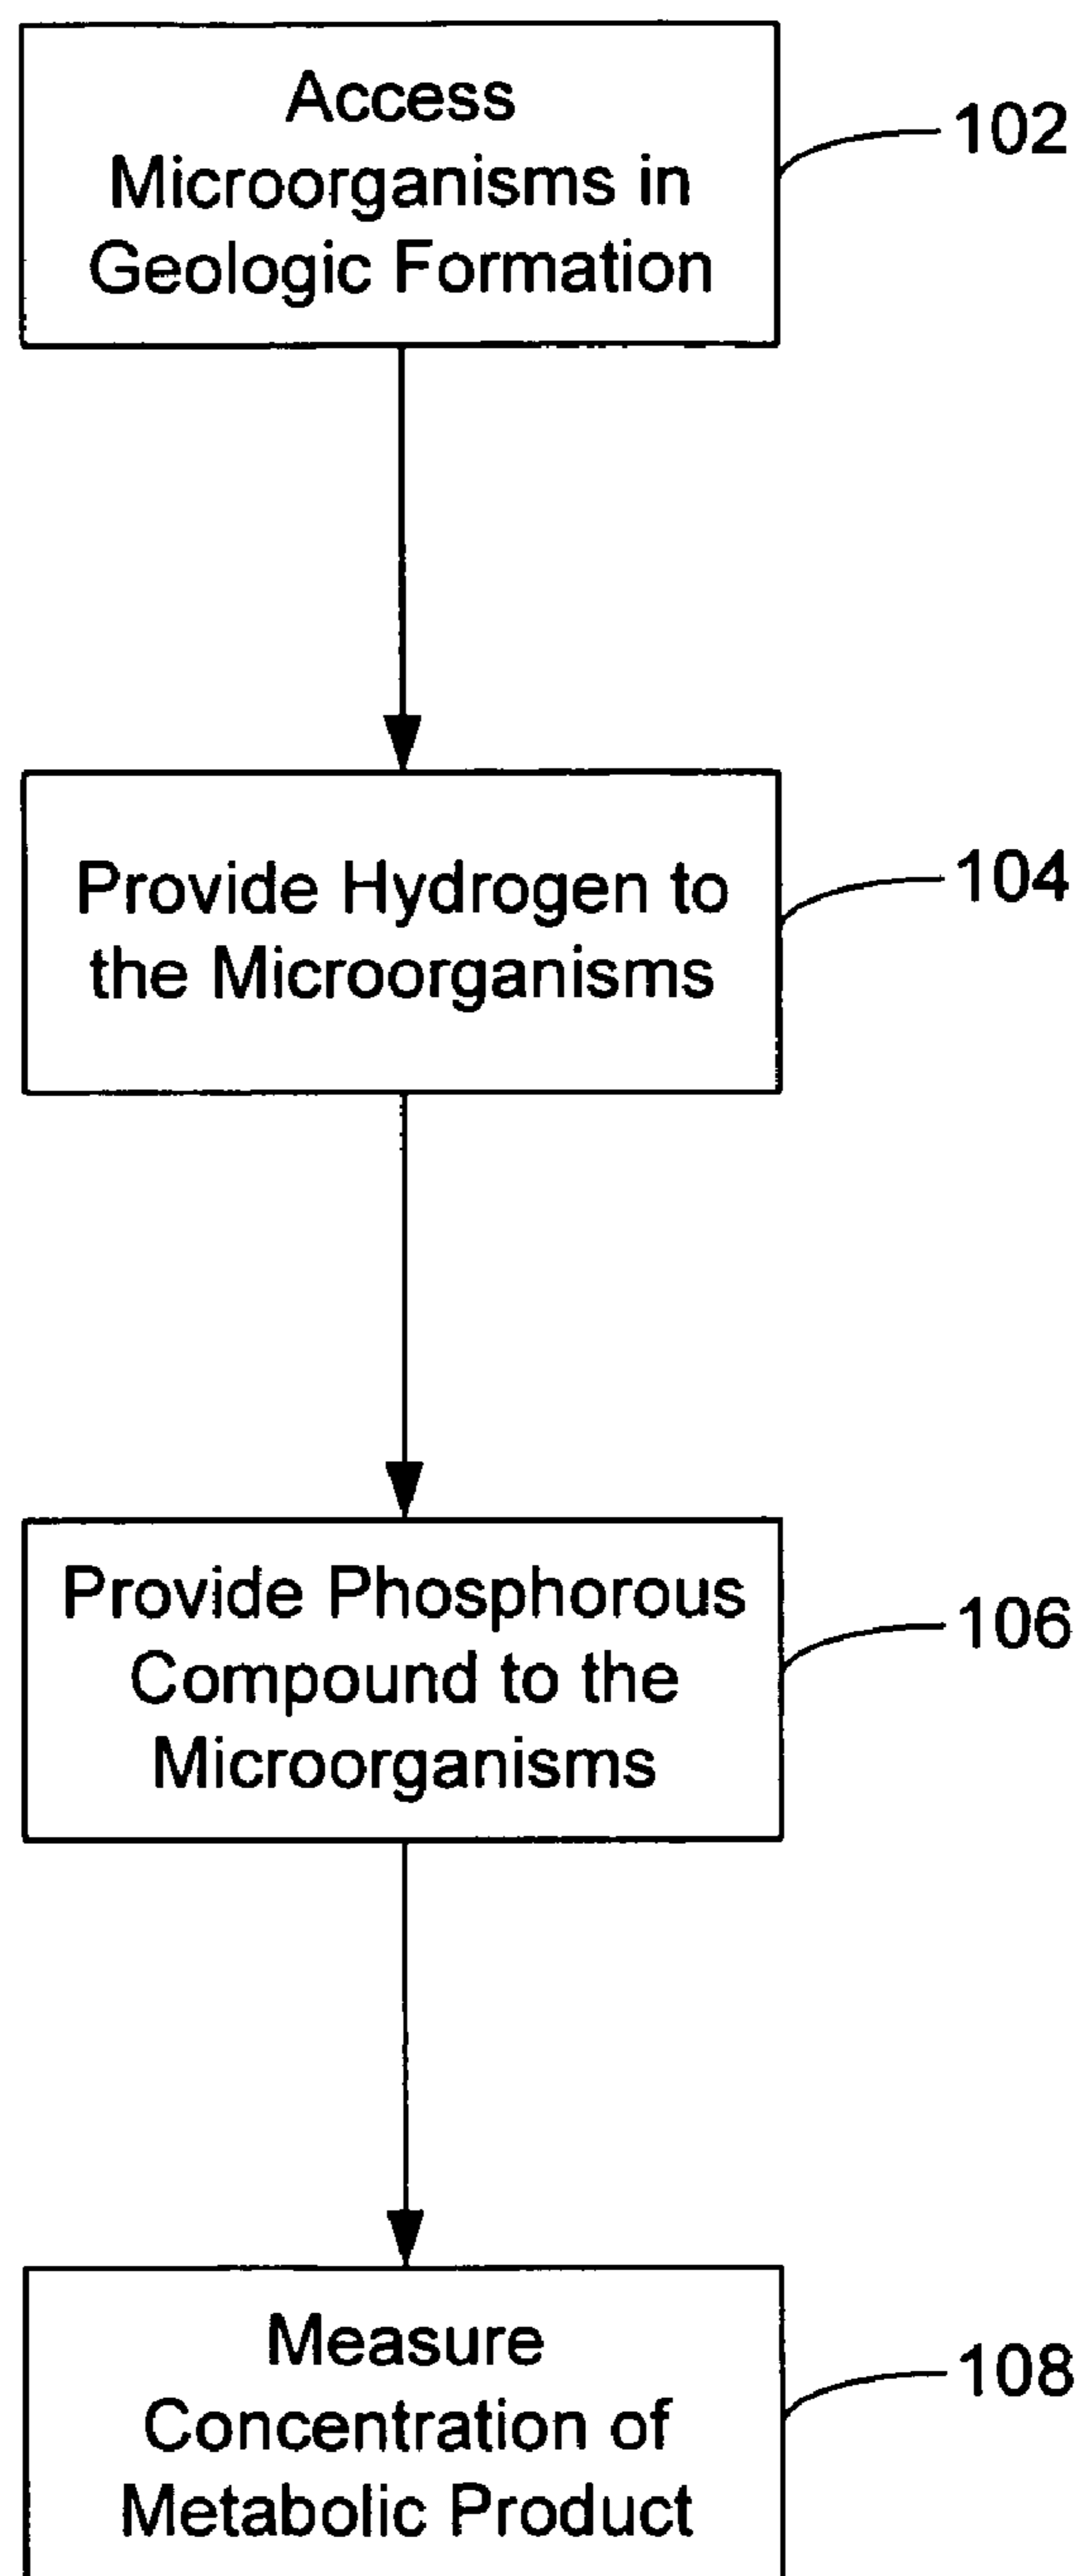 Access
Microorganisms in
Geologic Formation
102
Provide Hydrogen to
the Microorganisms
104
Provide Phosphorous
Compound to the
Microorganisms
106
Measure
Concentration of
Metabolic Product
108